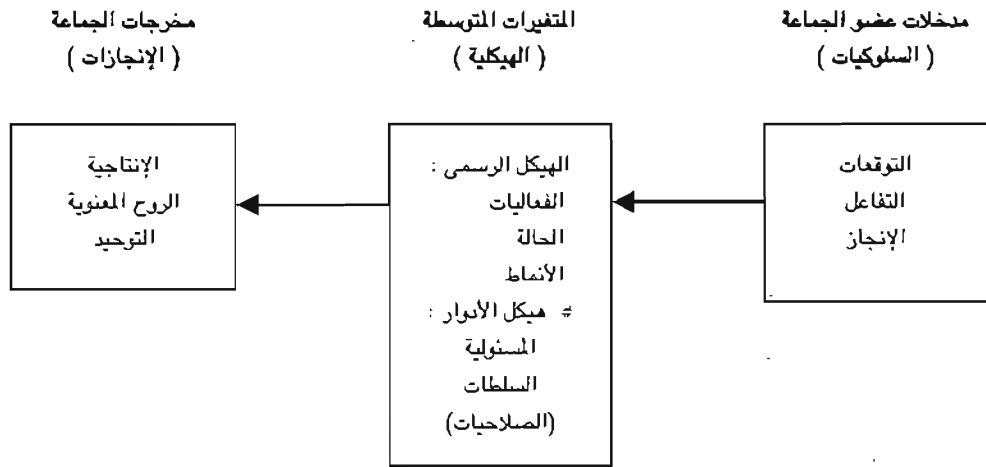 مدخلات عضو الجماعة
( السلوكيات )
المتغيرات المتوسطة
( الهيكلية )
مخرجات الجماعة
( الإنجازات )
التوقعات
التفاعل
الإنجاز
الهيكل الرسمى :
الفعاليات
الحالة
الأنماط
# هيكل الأدوار :
المسئولية
السلطات
(الصلاحيات)
الإنتاجية
الروح المعنوية
التوحيد